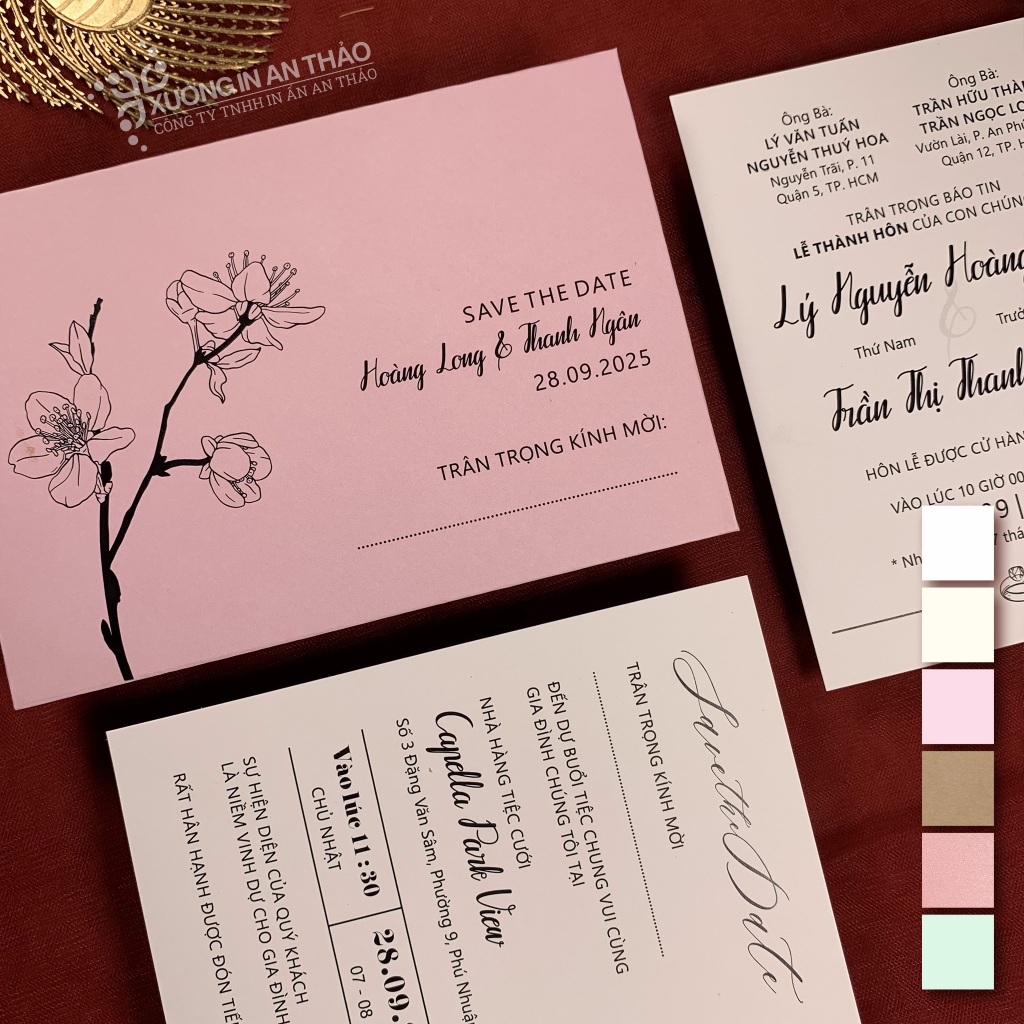 XƯỞNG IN AN THẢO
CÔNG TY TNHH IN ẤN AN THẢO
SAVE THE DATE
Hoàng Long & Thanh Ngân
28.09.2025
TRÂN TRỌNG KÍNH MỜI:
Ông Bà:
LÝ VĂN TUẤN
NGUYỄN THUÝ HOA
Nguyễn Trãi, P. 11
Quận 5, TP. HCM
Ông Bà:
TRẦN HỮU
TRẦN NGỌC
Vườn Lài, P. An
Quận 12, TP.
TRÂN TRỌNG BÁO TIN
LỄ THÀNH HÔN CỦA CON
Lý Nguyễn Hoàng
&
Thứ Nam
Trần Thị Thanh
HÔN LỄ ĐƯỢC CỬ
VÀO LÚC 10 GIỜ 00
Save the Date
TRÂN TRỌNG KÍNH MỜI
ĐẾN DỰ BUỔI TIỆC CHUNG VUI CÙNG
GIA ĐÌNH CHÚNG TÔI TẠI
NHÀ HÀNG TIỆC CƯỚI
Capella Park View
Số 3 Đặng Văn Sâm, Phường 9, Phú Nhuận
Vào lúc 11:30
CHỦ NHẬT
28.09.
07 - 08
SỰ HIỆN DIỆN CỦA QUÝ KHÁCH
LÀ NIỀM VINH DỰ CHO GIA ĐÌNH
RẤT HÂN HẠNH ĐƯỢC ĐÓN